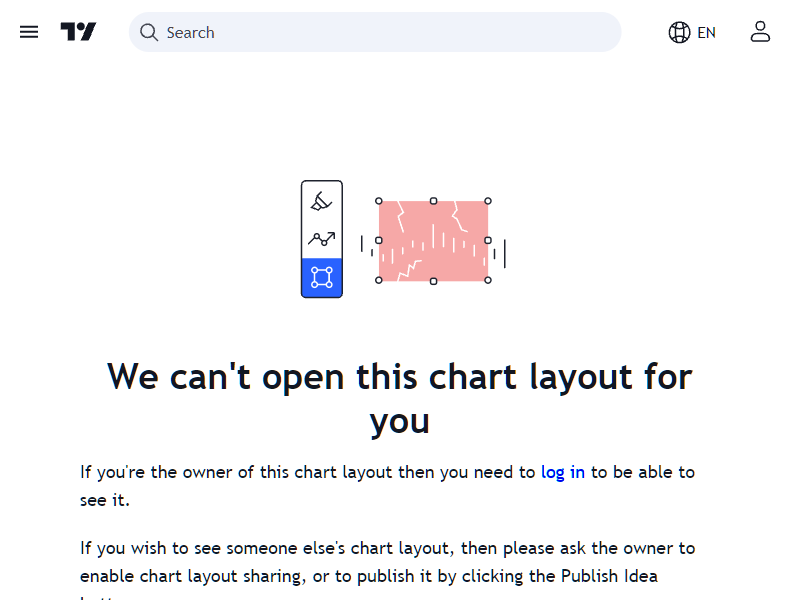 Search
EN
We can't open this chart layout for
you
If you're the owner of this chart layout then you need to log in to be able to
see it.
If you wish to see someone else's chart layout, then please ask the owner to
enable chart layout sharing, or to publish it by clicking the Publish Idea